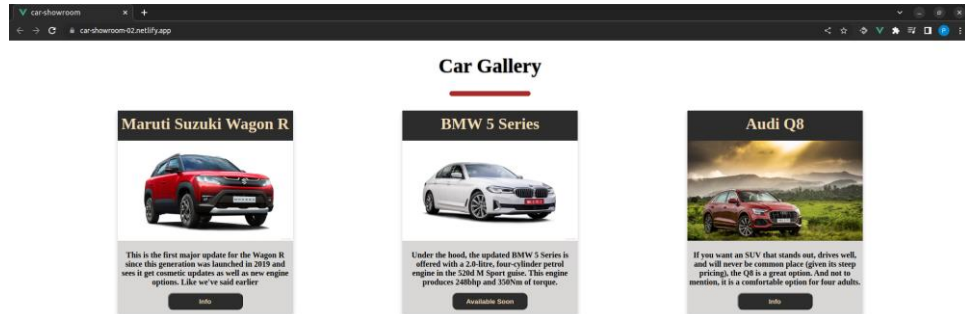 car-showroom
car-showroom-02.netlify.app
Car Gallery
Maruti Suzuki Wagon R
This is the first major update for the Wagon R
since this generation was launched in 2019 and
sees it get cosmetic updates as well as new engine
options. Like we've said earlier
Info
BMW 5 Series
Under the hood, the updated BMW 5 Series is
offered with a 2.0-litre, four-cylinder petrol
engine in the 520d M Sport guise. This engine
produces 248bhp and 350Nm of torque.
Available Soon
Audi Q8
If you want an SUV that stands out, drives well,
and will never be common place (given its steep
pricing), the Q8 is a great option. And not to
mention, it is a comfortable option for four adults.
Info